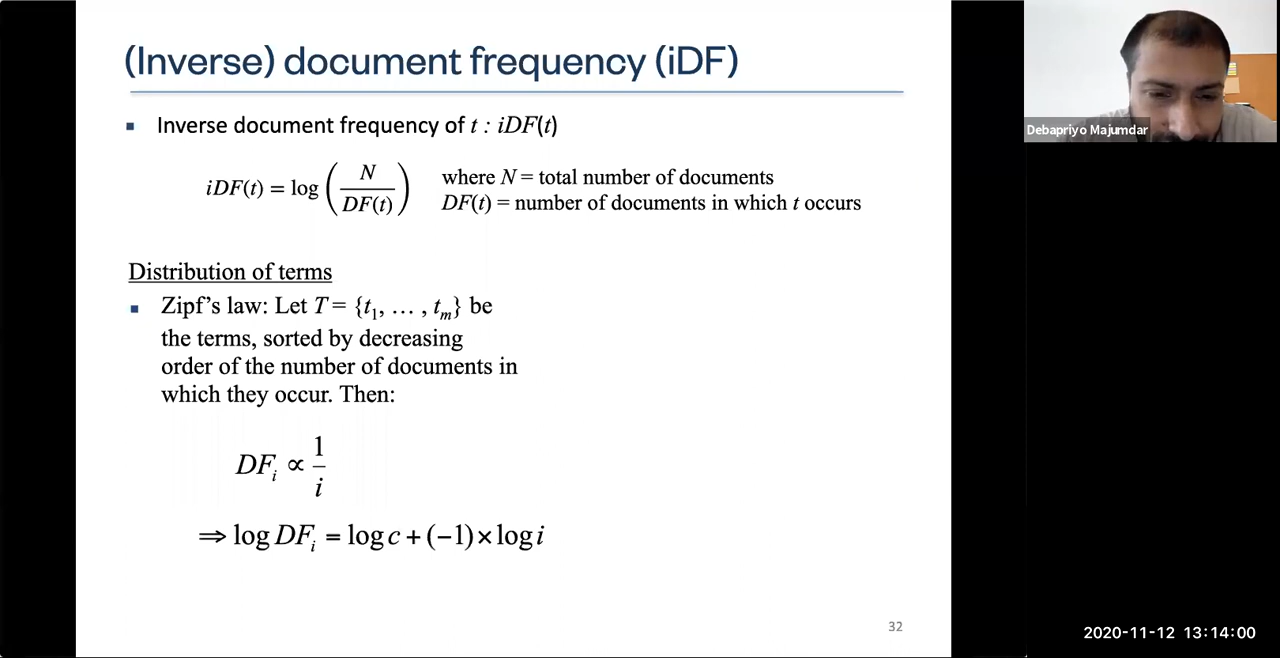 (Inverse) document frequency (iDF)
Debapriyo Majumdar
▪ Inverse document frequency of t : iDF(t)
iDF(t) = log ( N / DF(t) )
where N = total number of documents
DF(t) = number of documents in which t occurs
Distribution of terms
▪ Zipf's law: Let T = {t₁, … , tₘ} be
the terms, sorted by decreasing
order of the number of documents in
which they occur. Then:
DFᵢ ∝ 1 / i
⇒ log DFᵢ = log c + (−1) × log i
32
2020-11-12 13:14:00